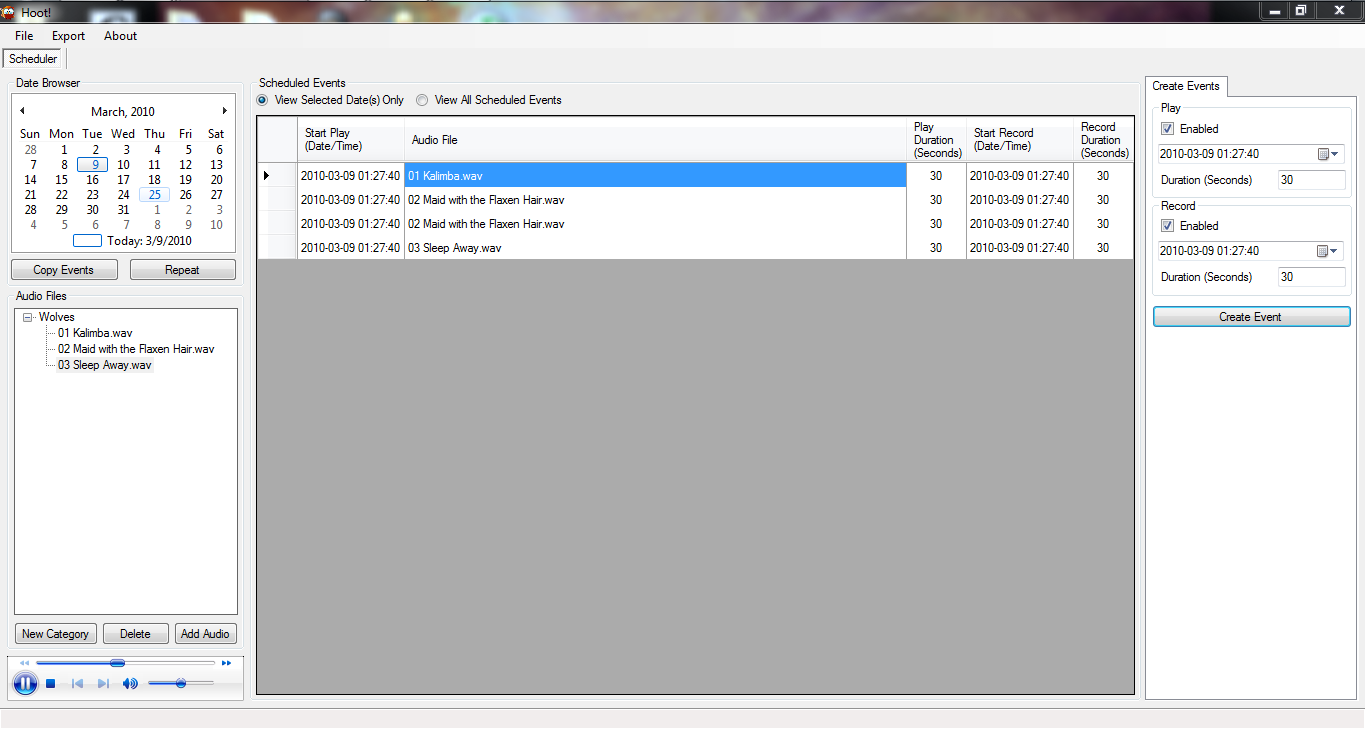 Hoot!
File Export About
Scheduler
Date Browser
March, 2010
Sun Mon Tue Wed Thu Fri Sat
28 1 2 3 4 5 6
7 8 9 10 11 12 13
14 15 16 17 18 19 20
21 22 23 24 25 26 27
28 29 30 31 1 2 3
4 5 6 7 8 9 10
Today: 3/9/2010
Copy Events Repeat
Audio Files
Wolves
01 Kalimba.wav
02 Maid with the Flaxen Hair.wav
03 Sleep Away.wav
New Category Delete Add Audio
Scheduled Events
View Selected Date(s) Only View All Scheduled Events
Start Play (Date/Time) Audio File Play Duration (Seconds) Start Record (Date/Time) Record Duration (Seconds)
2010-03-09 01:27:40 01 Kalimba.wav 30 2010-03-09 01:27:40 30
2010-03-09 01:27:40 02 Maid with the Flaxen Hair.wav 30 2010-03-09 01:27:40 30
2010-03-09 01:27:40 02 Maid with the Flaxen Hair.wav 30 2010-03-09 01:27:40 30
2010-03-09 01:27:40 03 Sleep Away.wav 30 2010-03-09 01:27:40 30
Create Events
Play
Enabled
2010-03-09 01:27:40
Duration (Seconds) 30
Record
Enabled
2010-03-09 01:27:40
Duration (Seconds) 30
Create Event